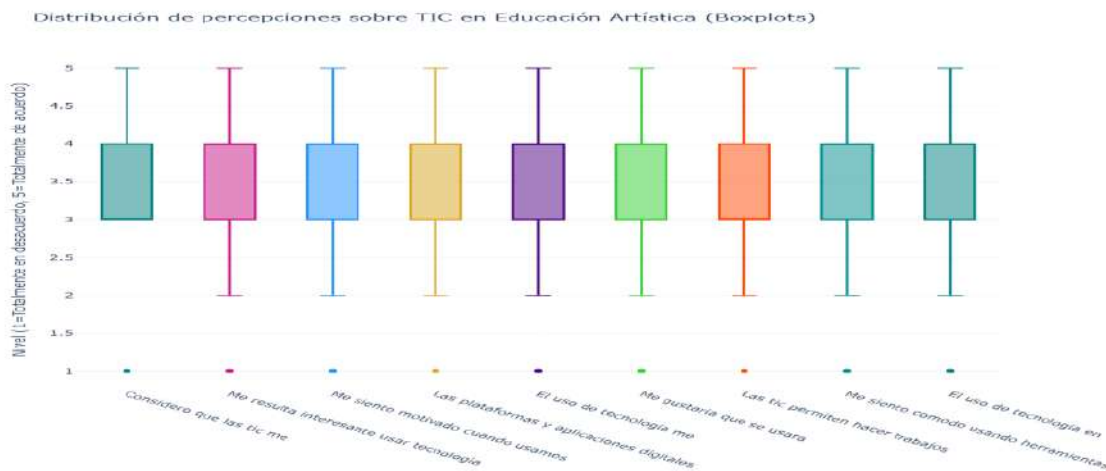 Distribución de percepciones sobre TIC en Educación Artística (Boxplots)
Nivel (1=Totalmente en desacuerdo, 5=Totalmente de acuerdo)
5
4.5
4
3.5
3
2.5
2
1.5
1
Considero que las tic me
Me resulta interesante usar tecnología
Me siento motivado cuando usamos
Las plataformas y aplicaciones digitales
El uso de tecnología me
Me gustaría que se usara
Las tic permiten hacer trabajos
Me siento comodo usando herramientas
El uso de tecnología en